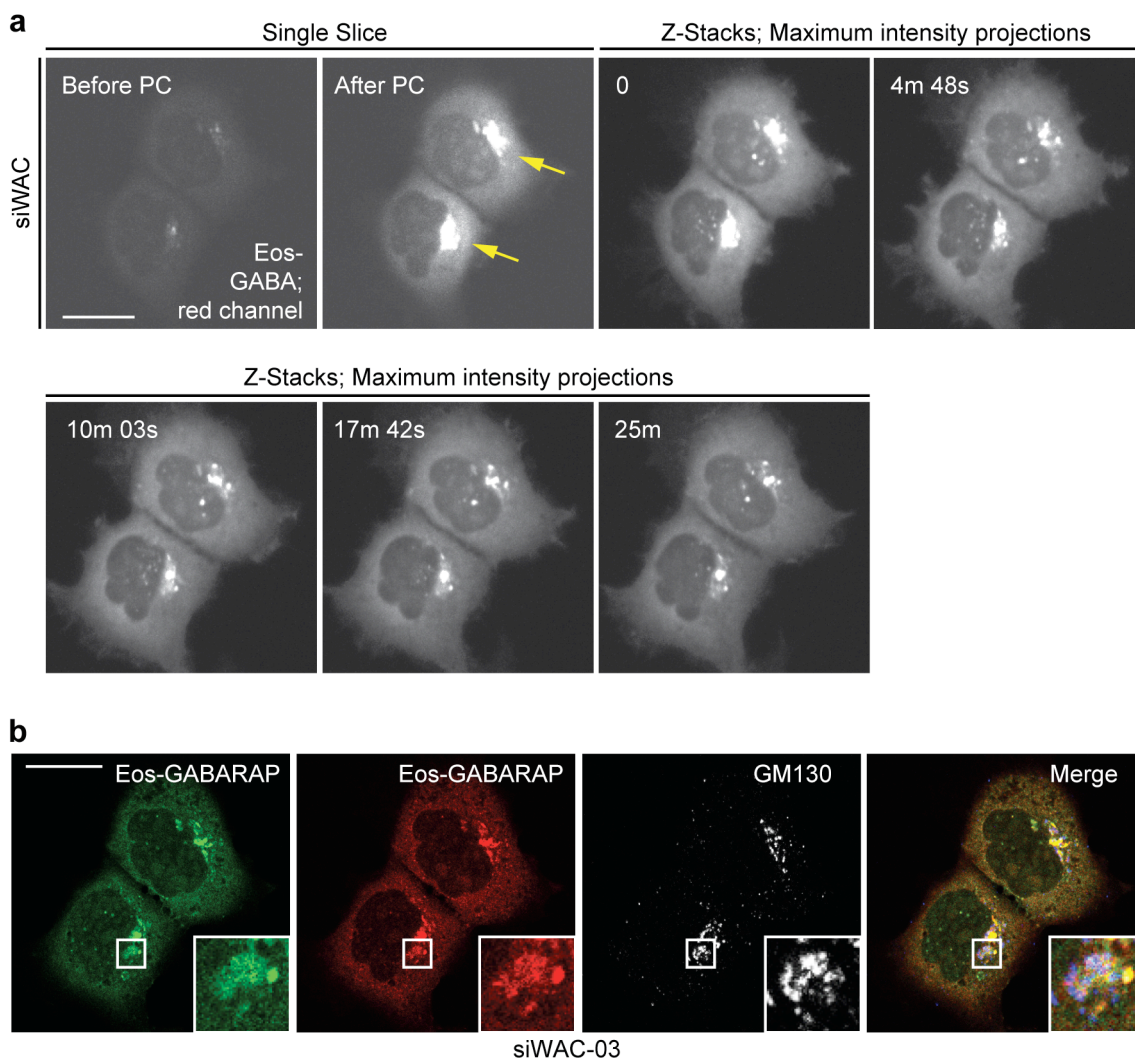 a
Single Slice
Z-Stacks; Maximum intensity projections
siWAC
Before PC
After PC
0
4m 48s
Eos-
GABA;
red channel
Z-Stacks; Maximum intensity projections
10m 03s
17m 42s
25m
b
Eos-GABARAP
Eos-GABARAP
GM130
Merge
siWAC-03